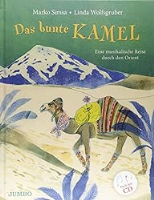 Marko Simsa • Linda Wolfsgruber
Das bunte KAMEL
Eine musikalische Reise
durch den Orient
CD
JUMBO